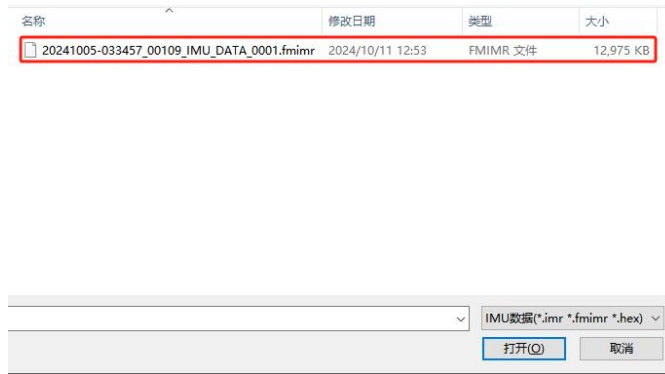 名称 修改日期 类型 大小
20241005-033457_00109_IMU_DATA_0001.fmimr 2024/10/11 12:53 FMIMR 文件 12,975 KB
IMU数据(*.imr *.fmimr *.hex)
打开(O) 取消